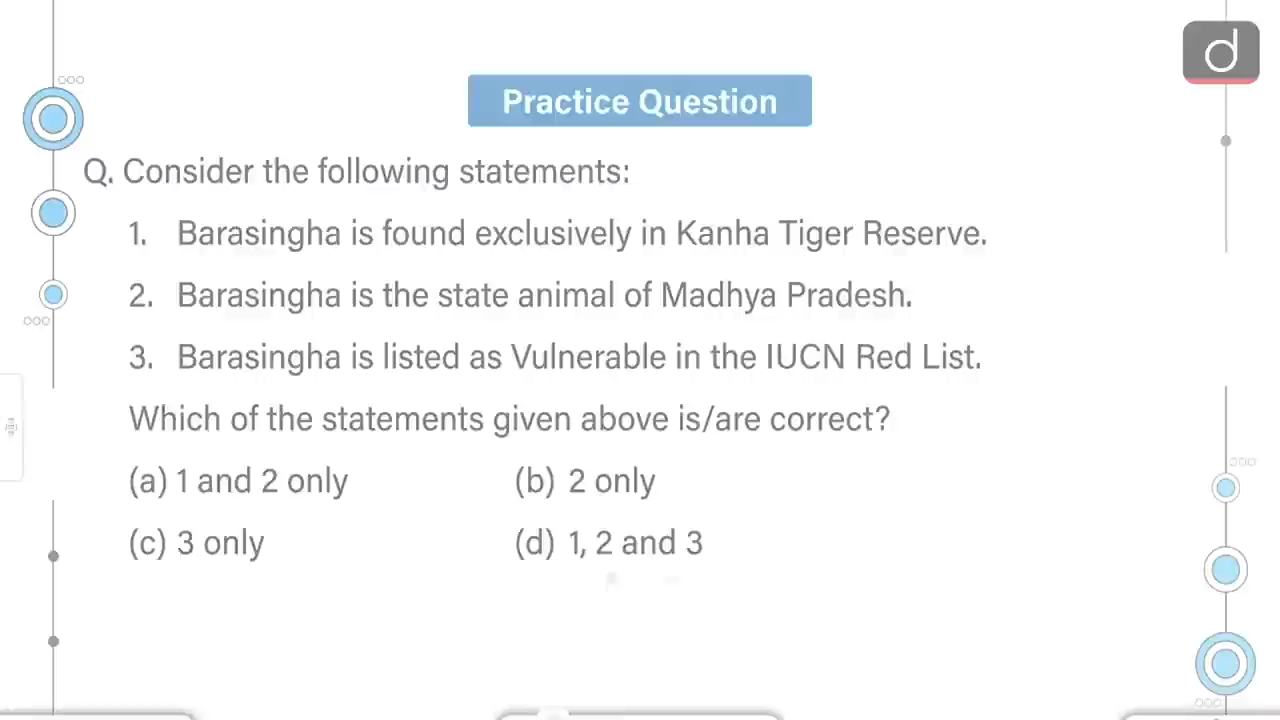 d
Practice Question
Q. Consider the following statements:
1. Barasingha is found exclusively in Kanha Tiger Reserve.
2. Barasingha is the state animal of Madhya Pradesh.
3. Barasingha is listed as Vulnerable in the IUCN Red List.
Which of the statements given above is/are correct?
(a) 1 and 2 only (b) 2 only
(c) 3 only (d) 1, 2 and 3